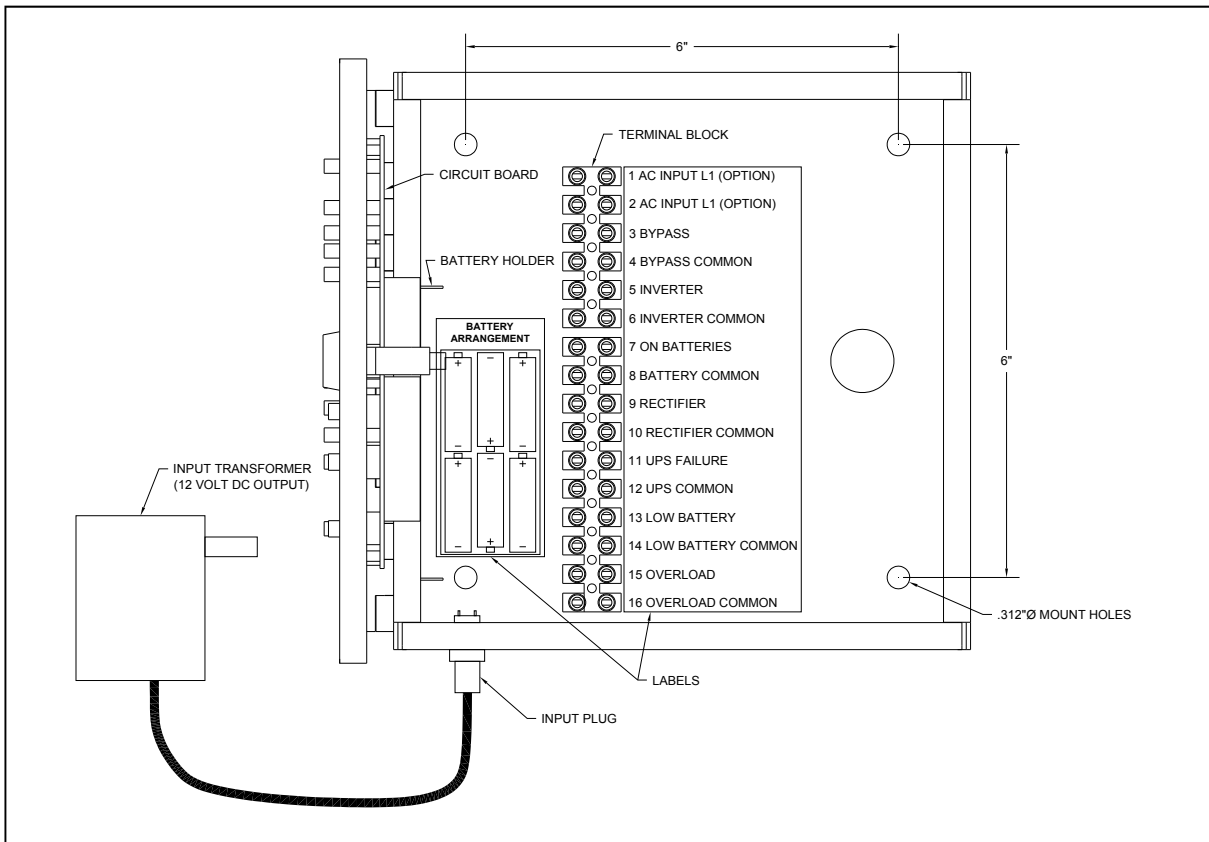 6"
TERMINAL BLOCK
CIRCUIT BOARD
BATTERY HOLDER
1 AC INPUT L1 (OPTION)
2 AC INPUT L1 (OPTION)
3 BYPASS
4 BYPASS COMMON
5 INVERTER
6 INVERTER COMMON
7 ON BATTERIES
8 BATTERY COMMON
9 RECTIFIER
10 RECTIFIER COMMON
11 UPS FAILURE
12 UPS COMMON
13 LOW BATTERY
14 LOW BATTERY COMMON
15 OVERLOAD
16 OVERLOAD COMMON
6"
BATTERY
ARRANGEMENT
+ − +
− + −
+ − +
− + −
INPUT TRANSFORMER
(12 VOLT DC OUTPUT)
.312"Ø MOUNT HOLES
LABELS
INPUT PLUG